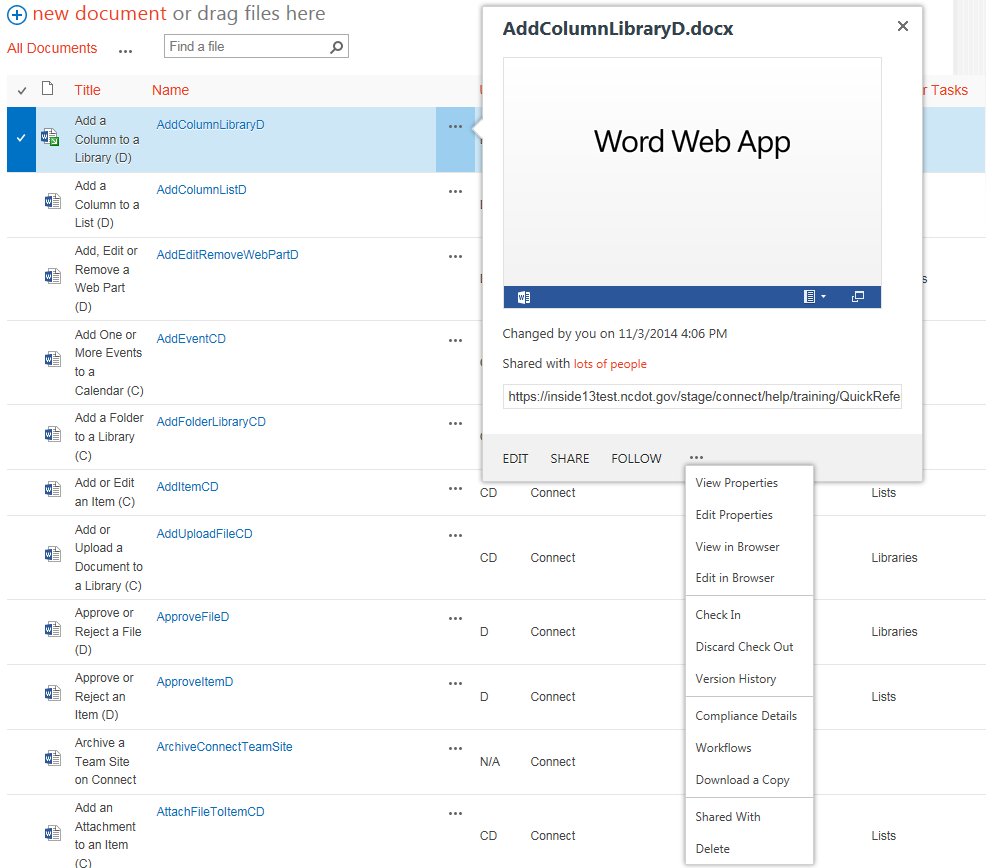 new document or drag files here
All Documents ...
Find a file
Title Name r Tasks
Add a
Column to a
Library (D)
AddColumnLibraryD
Add a
Column to a
List (D)
AddColumnListD
Add, Edit or
Remove a
Web Part
(D)
AddEditRemoveWebPartD
s
Add One or
More Events
to a
Calendar (C)
AddEventCD
Add a Folder
to a Library
(C)
AddFolderLibraryCD
Add or Edit
an Item (C)
AddItemCD
CD Connect Lists
Add or
Upload a
Document to
a Library (C)
AddUploadFileCD
CD Connect Libraries
Approve or
Reject a File
(D)
ApproveFileD
D Connect Libraries
Approve or
Reject an
Item (D)
ApproveItemD
D Connect Lists
Archive a
Team Site
on Connect
ArchiveConnectTeamSite
N/A Connect
Add an
Attachment
to an Item
(C)
AttachFileToItemCD
CD Connect Lists
AddColumnLibraryD.docx
Word Web App
Changed by you on 11/3/2014 4:06 PM
Shared with lots of people
https://inside13test.ncdot.gov/stage/connect/help/training/QuickRefe
EDIT SHARE FOLLOW ...
View Properties
Edit Properties
View in Browser
Edit in Browser
Check In
Discard Check Out
Version History
Compliance Details
Workflows
Download a Copy
Shared With
Delete